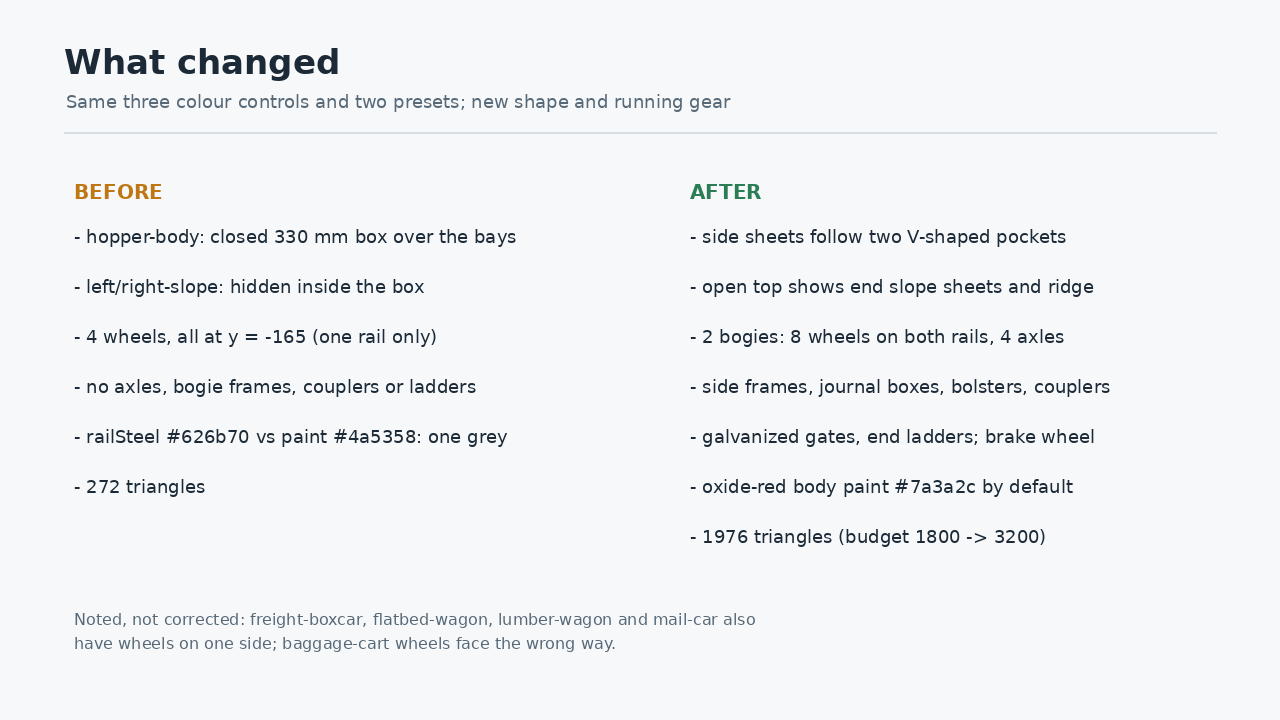 What changed
Same three colour controls and two presets; new shape and running gear
BEFORE
- hopper-body: closed 330 mm box over the bays
- left/right-slope: hidden inside the box
- 4 wheels, all at y = -165 (one rail only)
- no axles, bogie frames, couplers or ladders
- railSteel #626b70 vs paint #4a5358: one grey
- 272 triangles
AFTER
- side sheets follow two V-shaped pockets
- open top shows end slope sheets and ridge
- 2 bogies: 8 wheels on both rails, 4 axles
- side frames, journal boxes, bolsters, couplers
- galvanized gates, end ladders; brake wheel
- oxide-red body paint #7a3a2c by default
- 1976 triangles (budget 1800 -> 3200)
Noted, not corrected: freight-boxcar, flatbed-wagon, lumber-wagon and mail-car also
have wheels on one side; baggage-cart wheels face the wrong way.